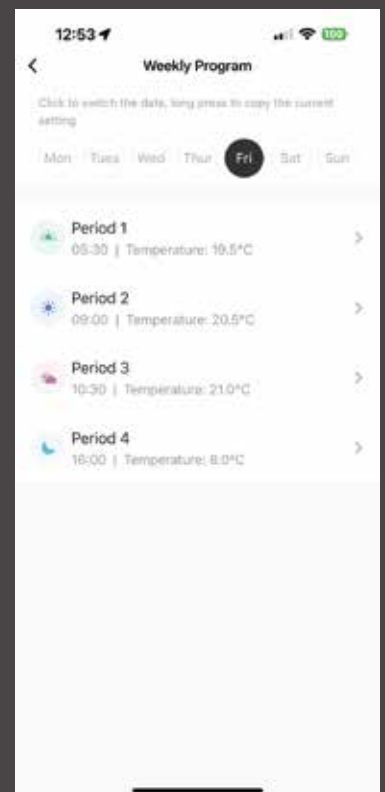 12:53
100
Weekly Program
Click to switch the date, long press to copy the current
setting
Mon Tues Wed Thur Fri Sat Sun
Period 1
05:30 | Temperature: 19.5°C
Period 2
09:00 | Temperature: 20.5°C
Period 3
10:30 | Temperature: 21.0°C
Period 4
16:00 | Temperature: 8.0°C